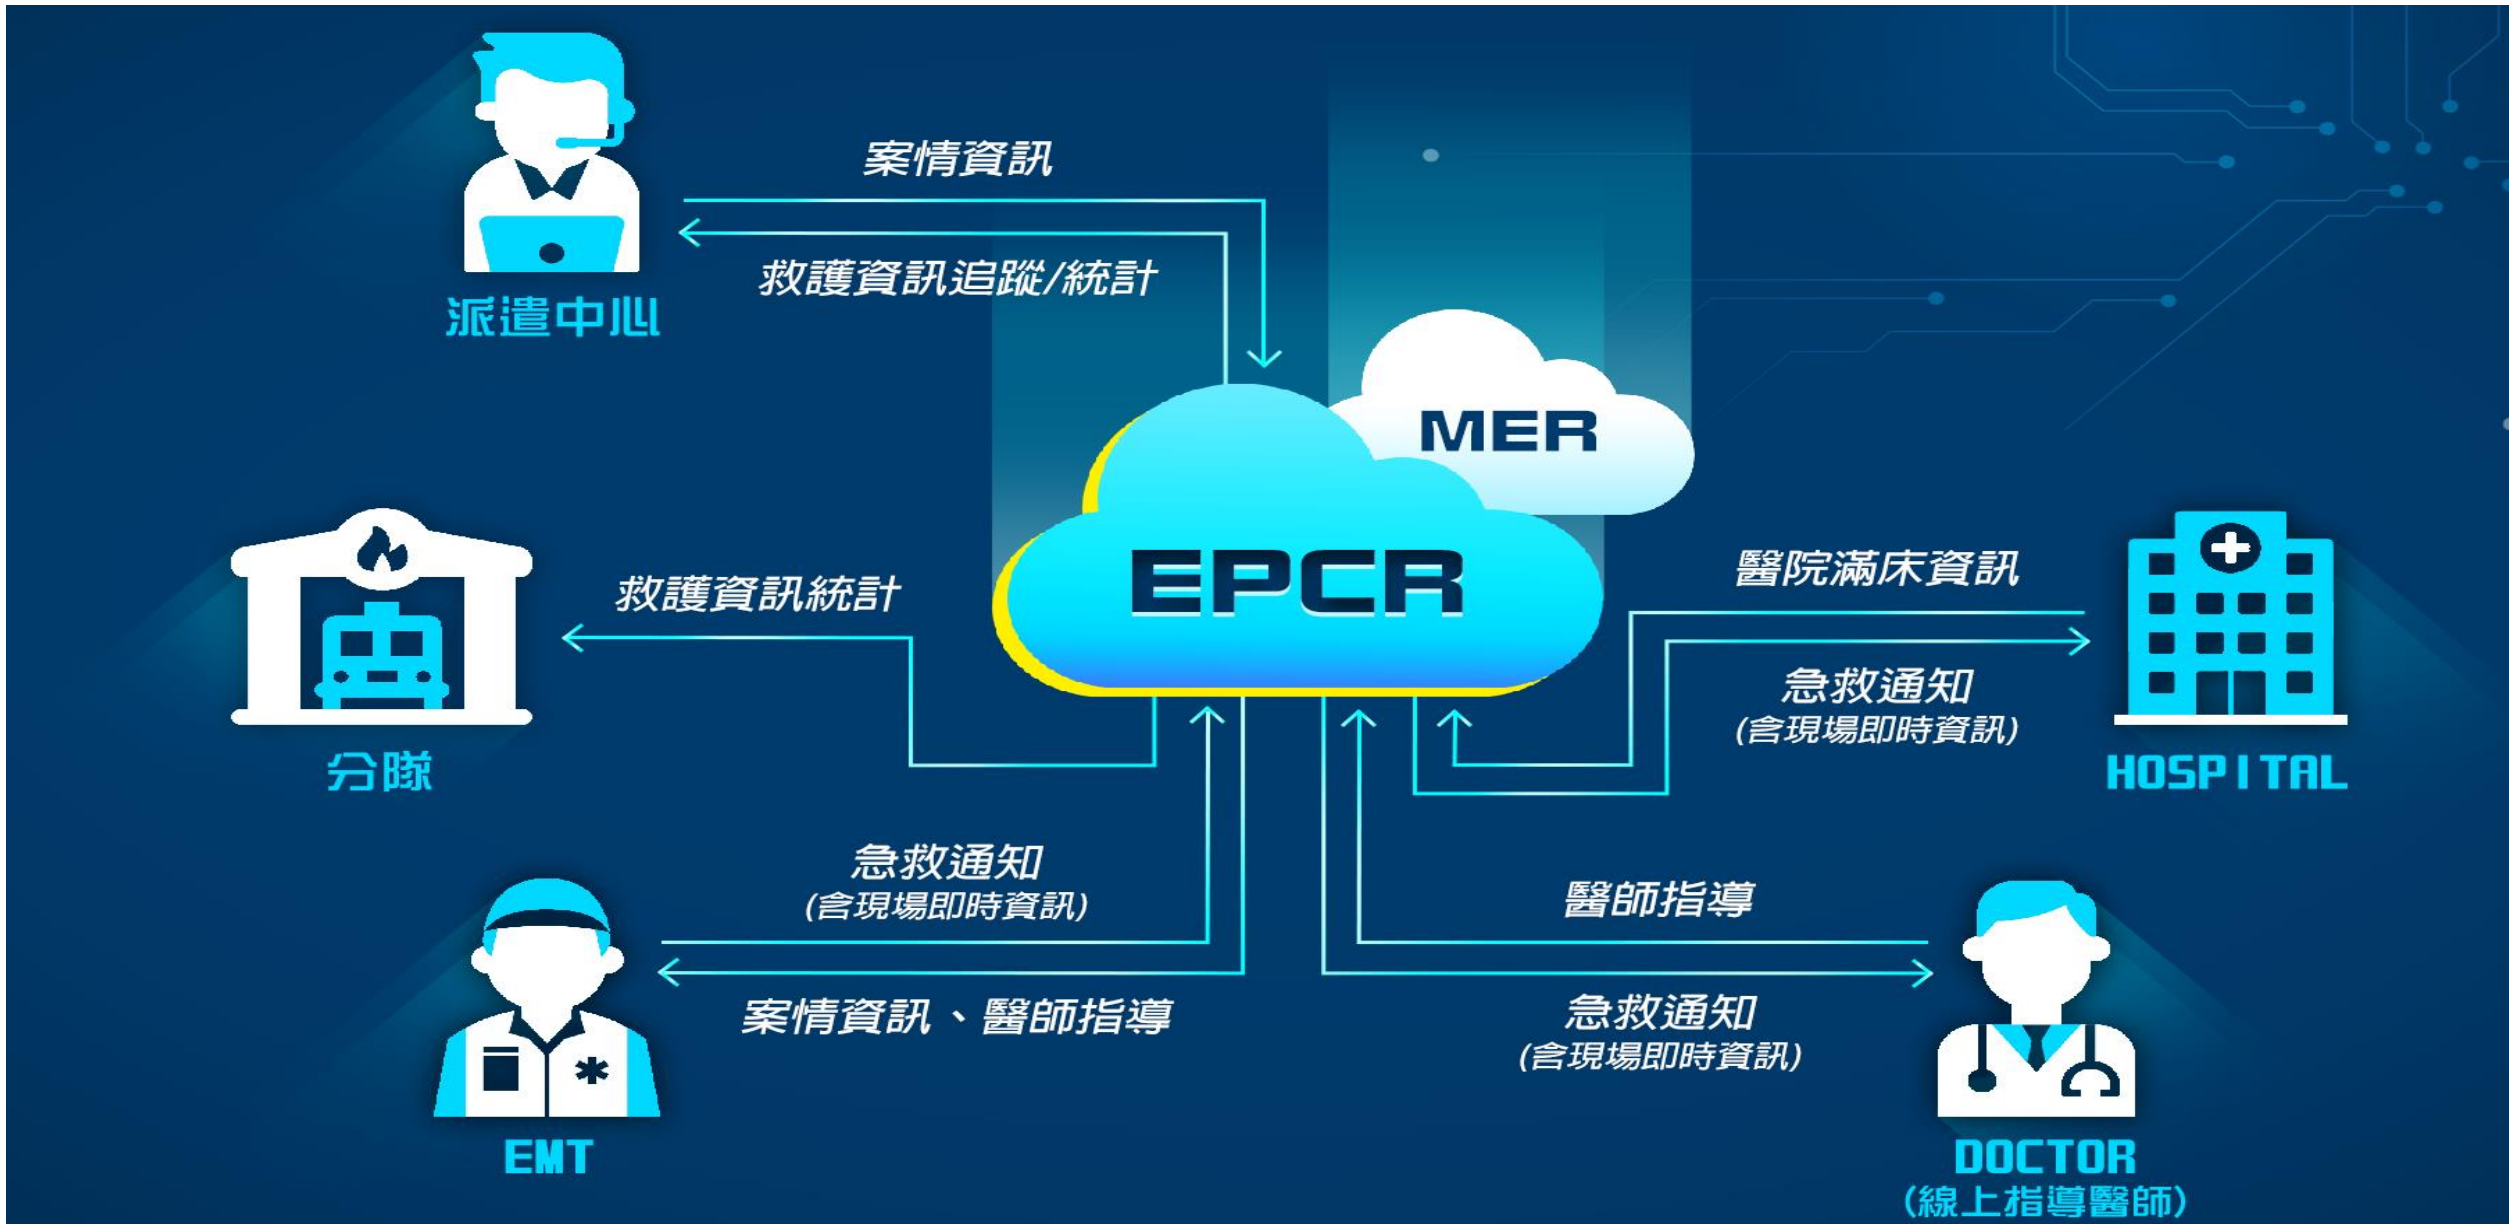 案情資訊
救護資訊追蹤/統計
派遣中心
MER
EPCR
救護資訊統計
分隊
醫院滿床資訊
急救通知
(含現場即時資訊)
HOSPITAL
急救通知
(含現場即時資訊)
案情資訊、醫師指導
EMT
醫師指導
急救通知
(含現場即時資訊)
DOCTOR
(線上指導醫師)